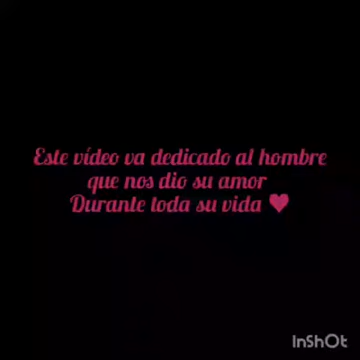 Este vídeo va dedicado al hombre
que nos dio su amor
Durante toda su vida ♥
InShOt